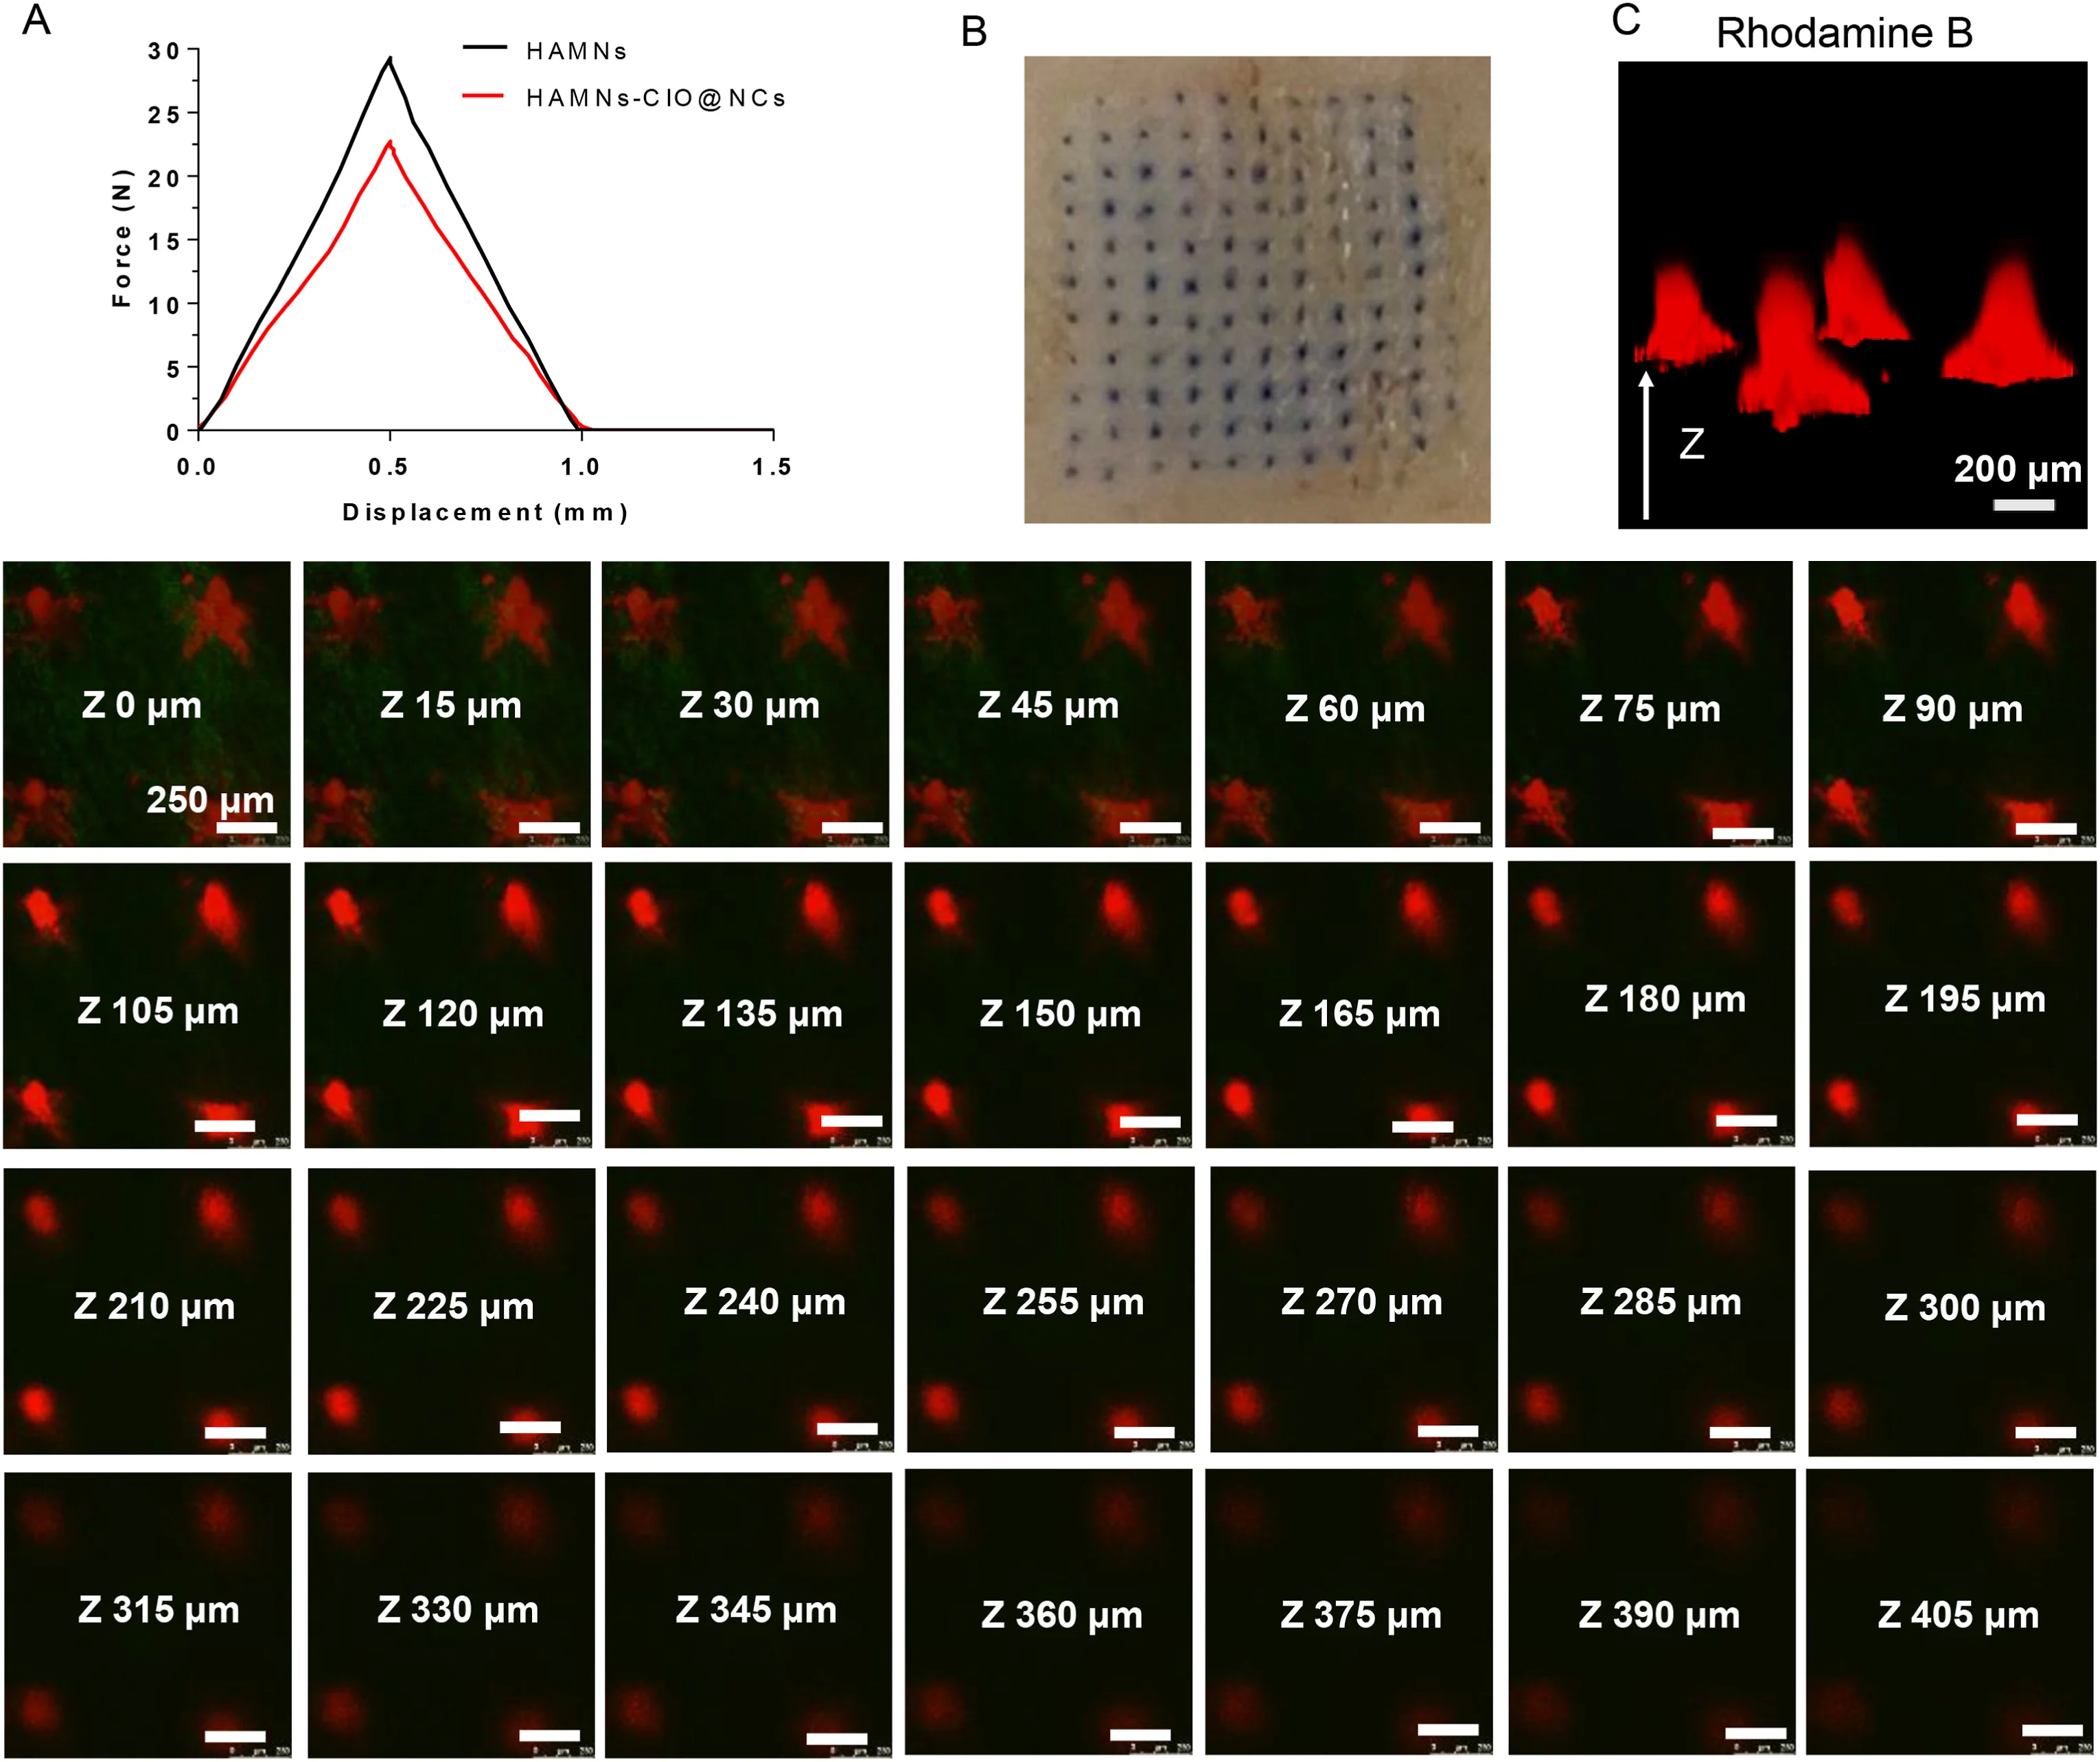 A
30
25
20
15
10
5
0
0.0 0.5 1.0 1.5
Force (N)
Displacement (mm)
HAMNs
HAMNs-CIO@NCs
B
C
Rhodamine B
Z
200 µm
Z 0 µm
250 µm
Z 15 µm
Z 30 µm
Z 45 µm
Z 60 µm
Z 75 µm
Z 90 µm
Z 105 µm
Z 120 µm
Z 135 µm
Z 150 µm
Z 165 µm
Z 180 µm
Z 195 µm
Z 210 µm
Z 225 µm
Z 240 µm
Z 255 µm
Z 270 µm
Z 285 µm
Z 300 µm
Z 315 µm
Z 330 µm
Z 345 µm
Z 360 µm
Z 375 µm
Z 390 µm
Z 405 µm